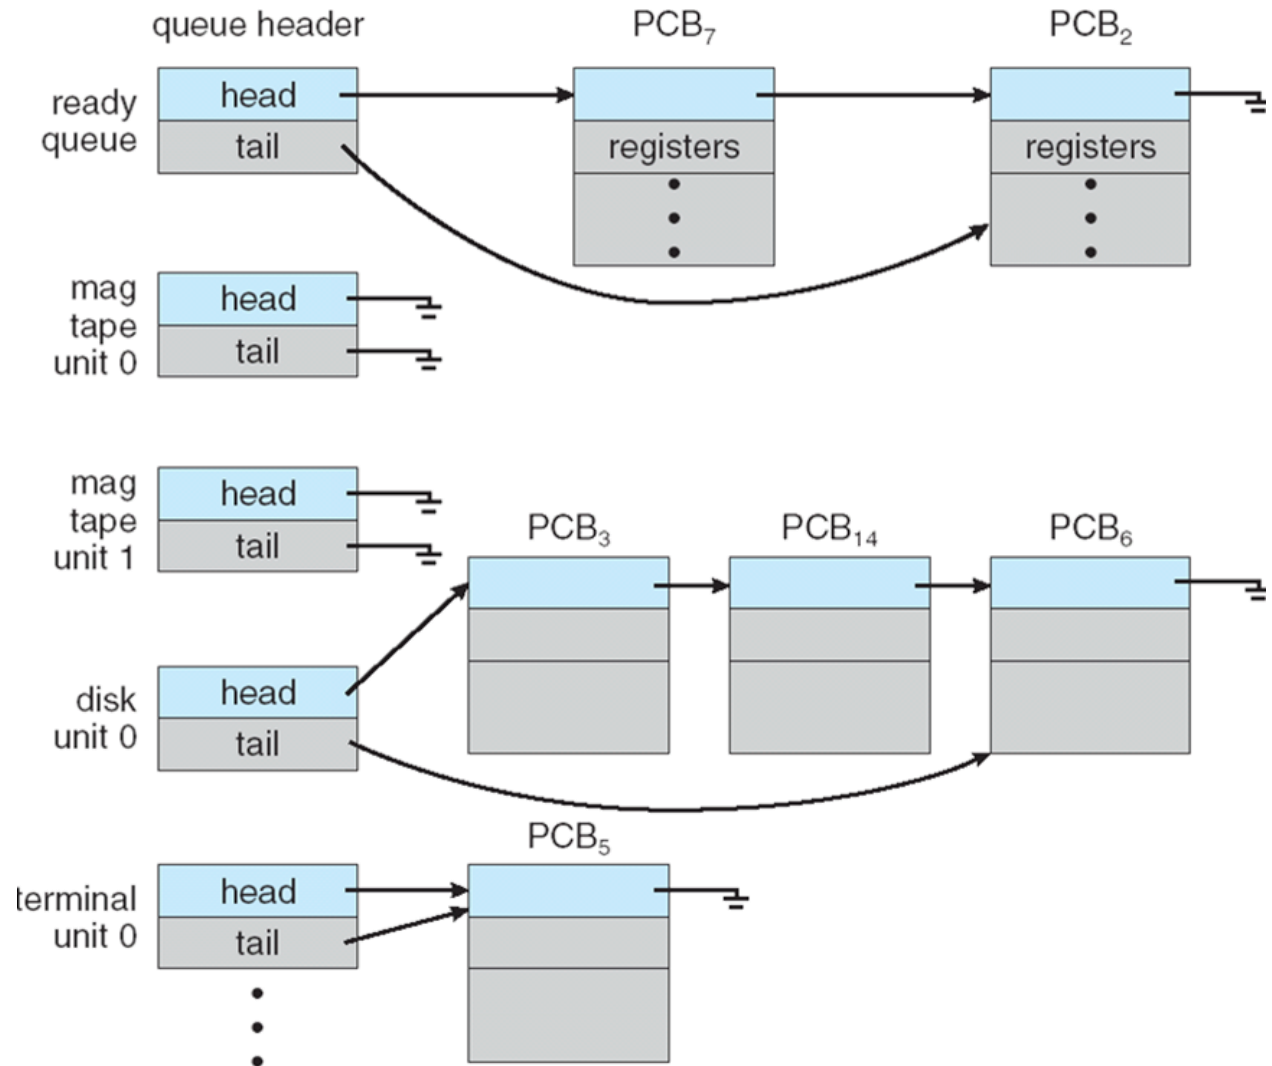 queue header
PCB₇
PCB₂
ready
queue
head
tail
registers
registers
mag
tape
unit 0
head
tail
mag
tape
unit 1
head
tail
PCB₃
PCB₁₄
PCB₆
disk
unit 0
head
tail
PCB₅
terminal
unit 0
head
tail